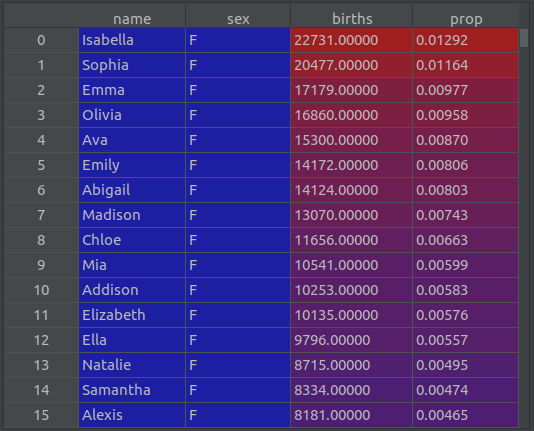 name sex births prop
0 Isabella F 22731.00000 0.01292
1 Sophia F 20477.00000 0.01164
2 Emma F 17179.00000 0.00977
3 Olivia F 16860.00000 0.00958
4 Ava F 15300.00000 0.00870
5 Emily F 14172.00000 0.00806
6 Abigail F 14124.00000 0.00803
7 Madison F 13070.00000 0.00743
8 Chloe F 11656.00000 0.00663
9 Mia F 10541.00000 0.00599
10 Addison F 10253.00000 0.00583
11 Elizabeth F 10135.00000 0.00576
12 Ella F 9796.00000 0.00557
13 Natalie F 8715.00000 0.00495
14 Samantha F 8334.00000 0.00474
15 Alexis F 8181.00000 0.00465